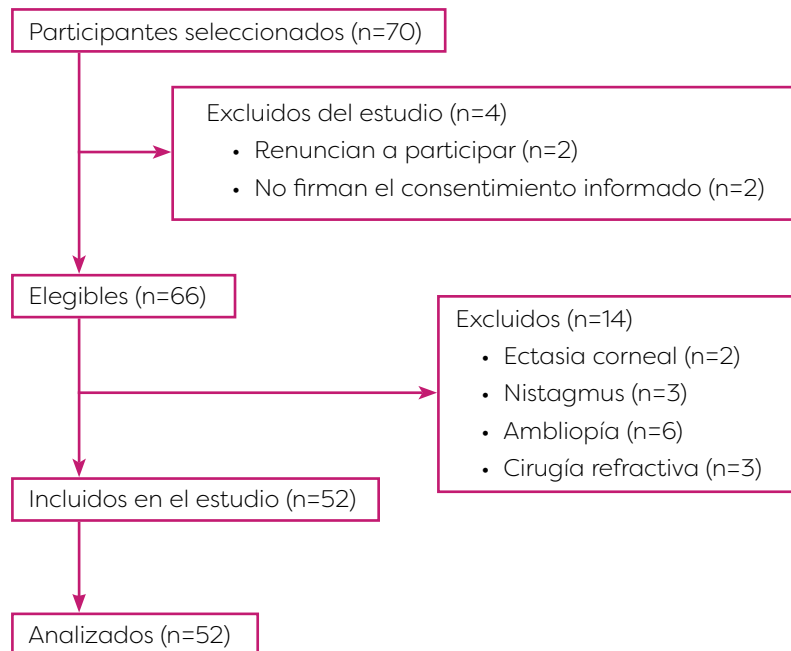 Participantes seleccionados (n=70)
Excluidos del estudio (n=4)
• Renuncian a participar (n=2)
• No firman el consentimiento informado (n=2)
Elegibles (n=66)
Excluidos (n=14)
• Ectasia corneal (n=2)
• Nistagmus (n=3)
• Ambliopía (n=6)
• Cirugía refractiva (n=3)
Incluidos en el estudio (n=52)
Analizados (n=52)